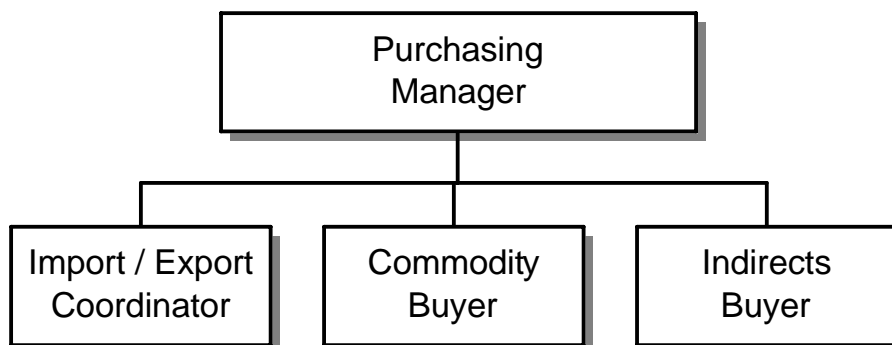 Purchasing
Manager
Import / Export
Coordinator
Commodity
Buyer
Indirects
Buyer